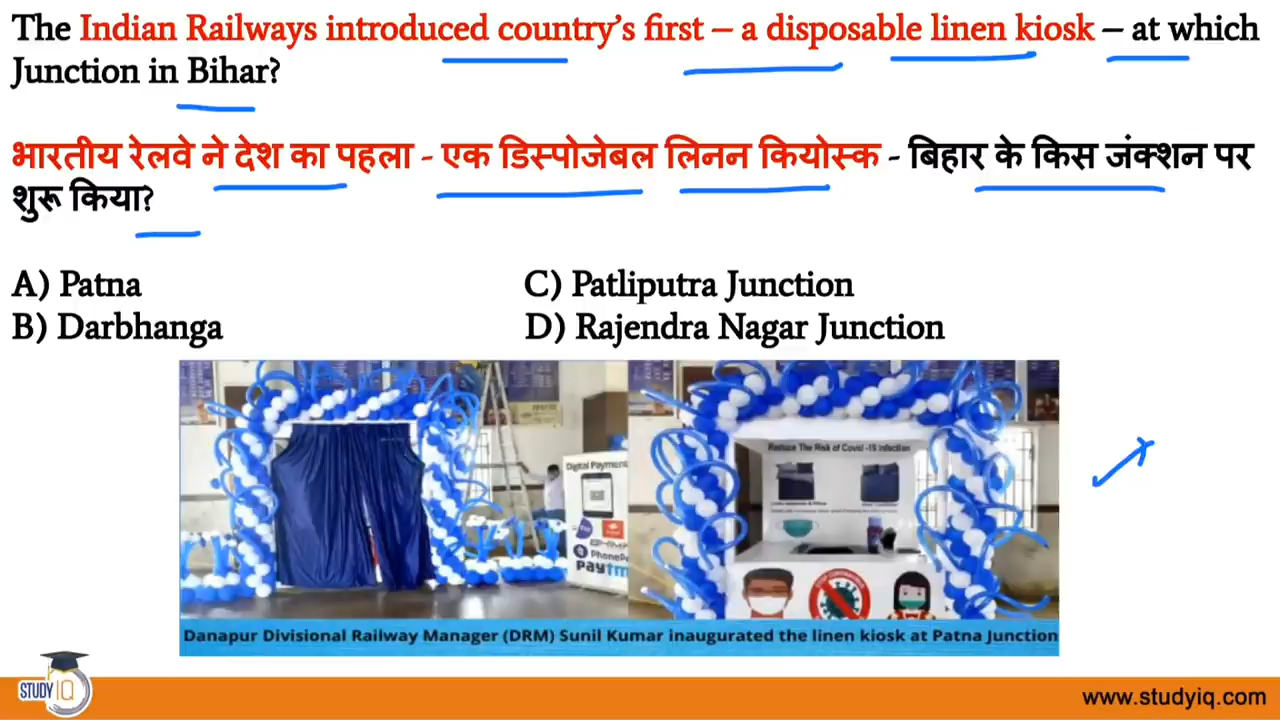 The Indian Railways introduced country's first – a disposable linen kiosk – at which
Junction in Bihar?
भारतीय रेलवे ने देश का पहला - एक डिस्पोजेबल लिनन कियोस्क - बिहार के किस जंक्शन पर
शुरू किया?
A) Patna
C) Patliputra Junction
B) Darbhanga
D) Rajendra Nagar Junction
Digital Payment
PhonePe
Paytm
Reduce The Risk of Covid -19 Infection
STOP CORONAVIRUS
Danapur Divisional Railway Manager (DRM) Sunil Kumar inaugurated the linen kiosk at Patna Junction
STUDY IQ
www.studyiq.com